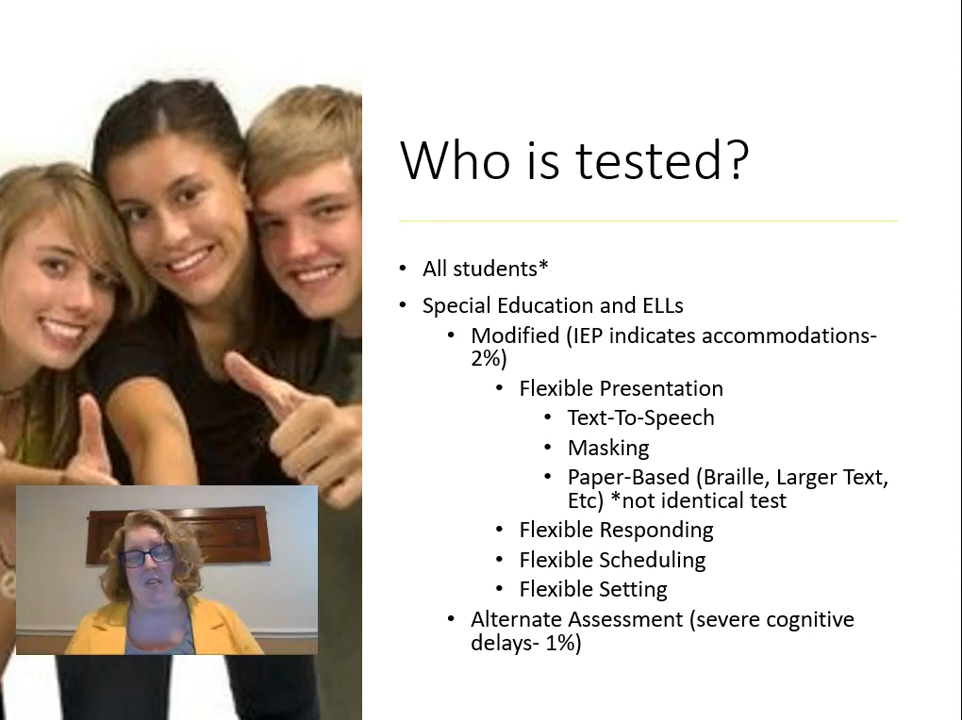 Who is tested?
• All students*
• Special Education and ELLs
• Modified (IEP indicates accommodations-
2%)
• Flexible Presentation
• Text-To-Speech
• Masking
• Paper-Based (Braille, Larger Text,
Etc) *not identical test
• Flexible Responding
• Flexible Scheduling
• Flexible Setting
• Alternate Assessment (severe cognitive
delays- 1%)